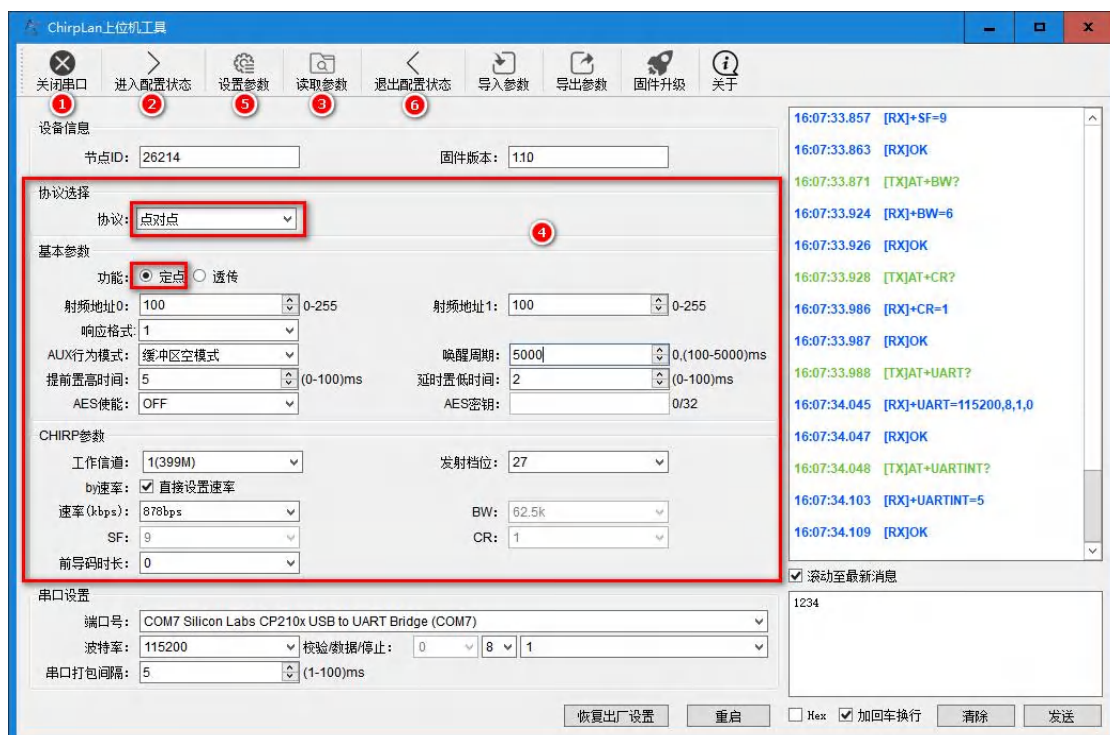 ChirpLan上位机工具
关闭串口 进入配置状态 设置参数 读取参数 退出配置状态 导入参数 导出参数 固件升级 关于
1 2 5 3 6
设备信息
节点ID: 26214 固件版本: 110
协议选择
协议: 点对点
4
基本参数
功能: 定点 透传
射频地址0: 100 0-255 射频地址1: 100 0-255
响应格式: 1
AUX行为模式: 缓冲区空模式 唤醒周期: 5000 0,(100-5000)ms
提前置高时间: 5 (0-100)ms 延时置低时间: 2 (0-100)ms
AES使能: OFF AES密钥: 0/32
CHIRP参数
工作信道: 1(399M) 发射档位: 27
by速率: 直接设置速率
速率(kbps): 878bps BW: 62.5k
SF: 9 CR: 1
前导码时长: 0
串口设置
端口号: COM7 Silicon Labs CP210x USB to UART Bridge (COM7)
波特率: 115200 校验/数据/停止: 0 8 1
串口打包间隔: 5 (1-100)ms
恢复出厂设置 重启
16:07:33.857 [RX]+SF=9
16:07:33.863 [RX]OK
16:07:33.871 [TX]AT+BW?
16:07:33.924 [RX]+BW=6
16:07:33.926 [RX]OK
16:07:33.928 [TX]AT+CR?
16:07:33.986 [RX]+CR=1
16:07:33.987 [RX]OK
16:07:33.988 [TX]AT+UART?
16:07:34.045 [RX]+UART=115200,8,1,0
16:07:34.047 [RX]OK
16:07:34.048 [TX]AT+UARTINT?
16:07:34.103 [RX]+UARTINT=5
16:07:34.109 [RX]OK
滚动至最新消息
1234
Hex 加回车换行 清除 发送